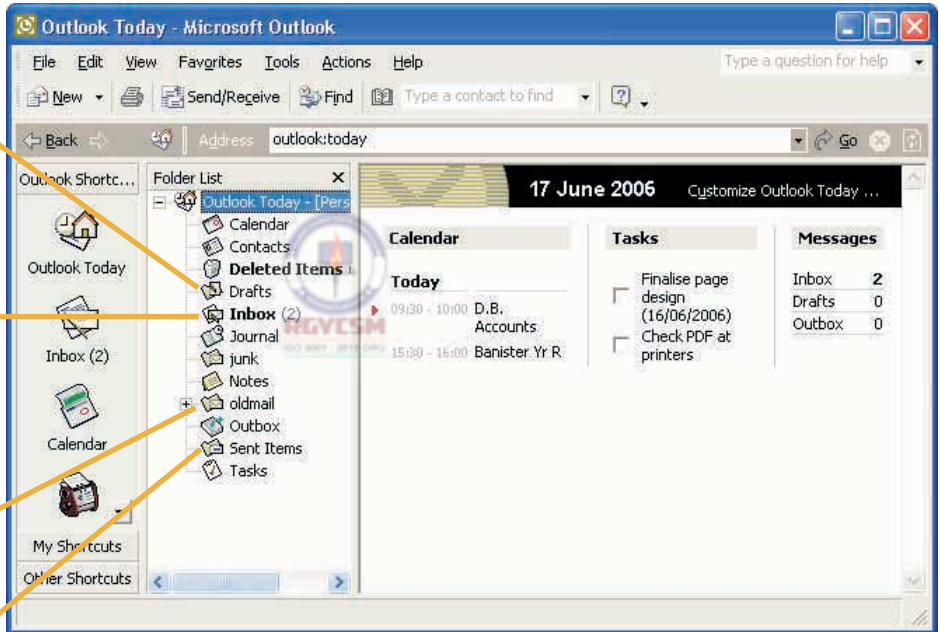 Outlook Today - Microsoft Outlook
File Edit View Favorites Tools Actions Help Type a question for help
New Send/Receive Find Type a contact to find
Back Address outlook:today Go
Outlook Shortc...
Outlook Today
Inbox (2)
Calendar
My Shortcuts
Other Shortcuts
Folder List
Outlook Today - [Pers
Calendar
Contacts
Deleted Items
Drafts
Inbox (2)
Journal
junk
Notes
oldmail
Outbox
Sent Items
Tasks
RGYCSM
17 June 2006 Customize Outlook Today ...
Calendar
Today
09:30 - 10:00 D.B.
Accounts
15:30 - 16:00 Banister Yr R
Tasks
Finalise page
design
(16/06/2006)
Check PDF at
printers
Messages
Inbox 2
Drafts 0
Outbox 0